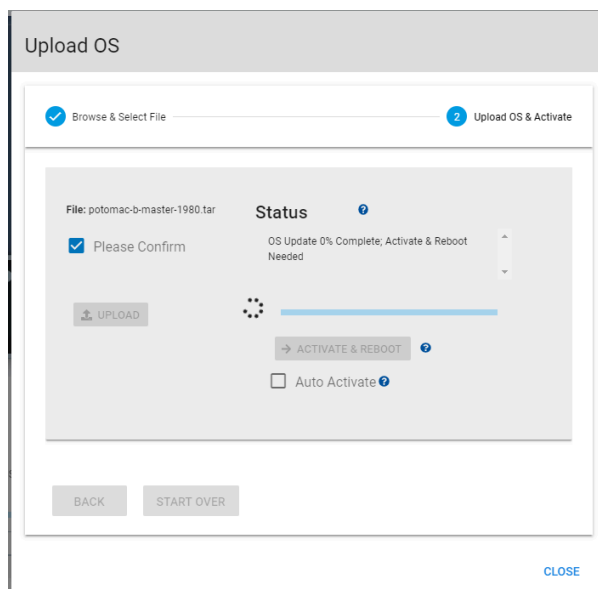 Upload OS
Browse & Select File
2
Upload OS & Activate
File: potomac-b-master-1980.tar
Please Confirm
UPLOAD
Status ?
OS Update 0% Complete; Activate & Reboot
Needed
ACTIVATE & REBOOT ?
Auto Activate ?
BACK
START OVER
CLOSE